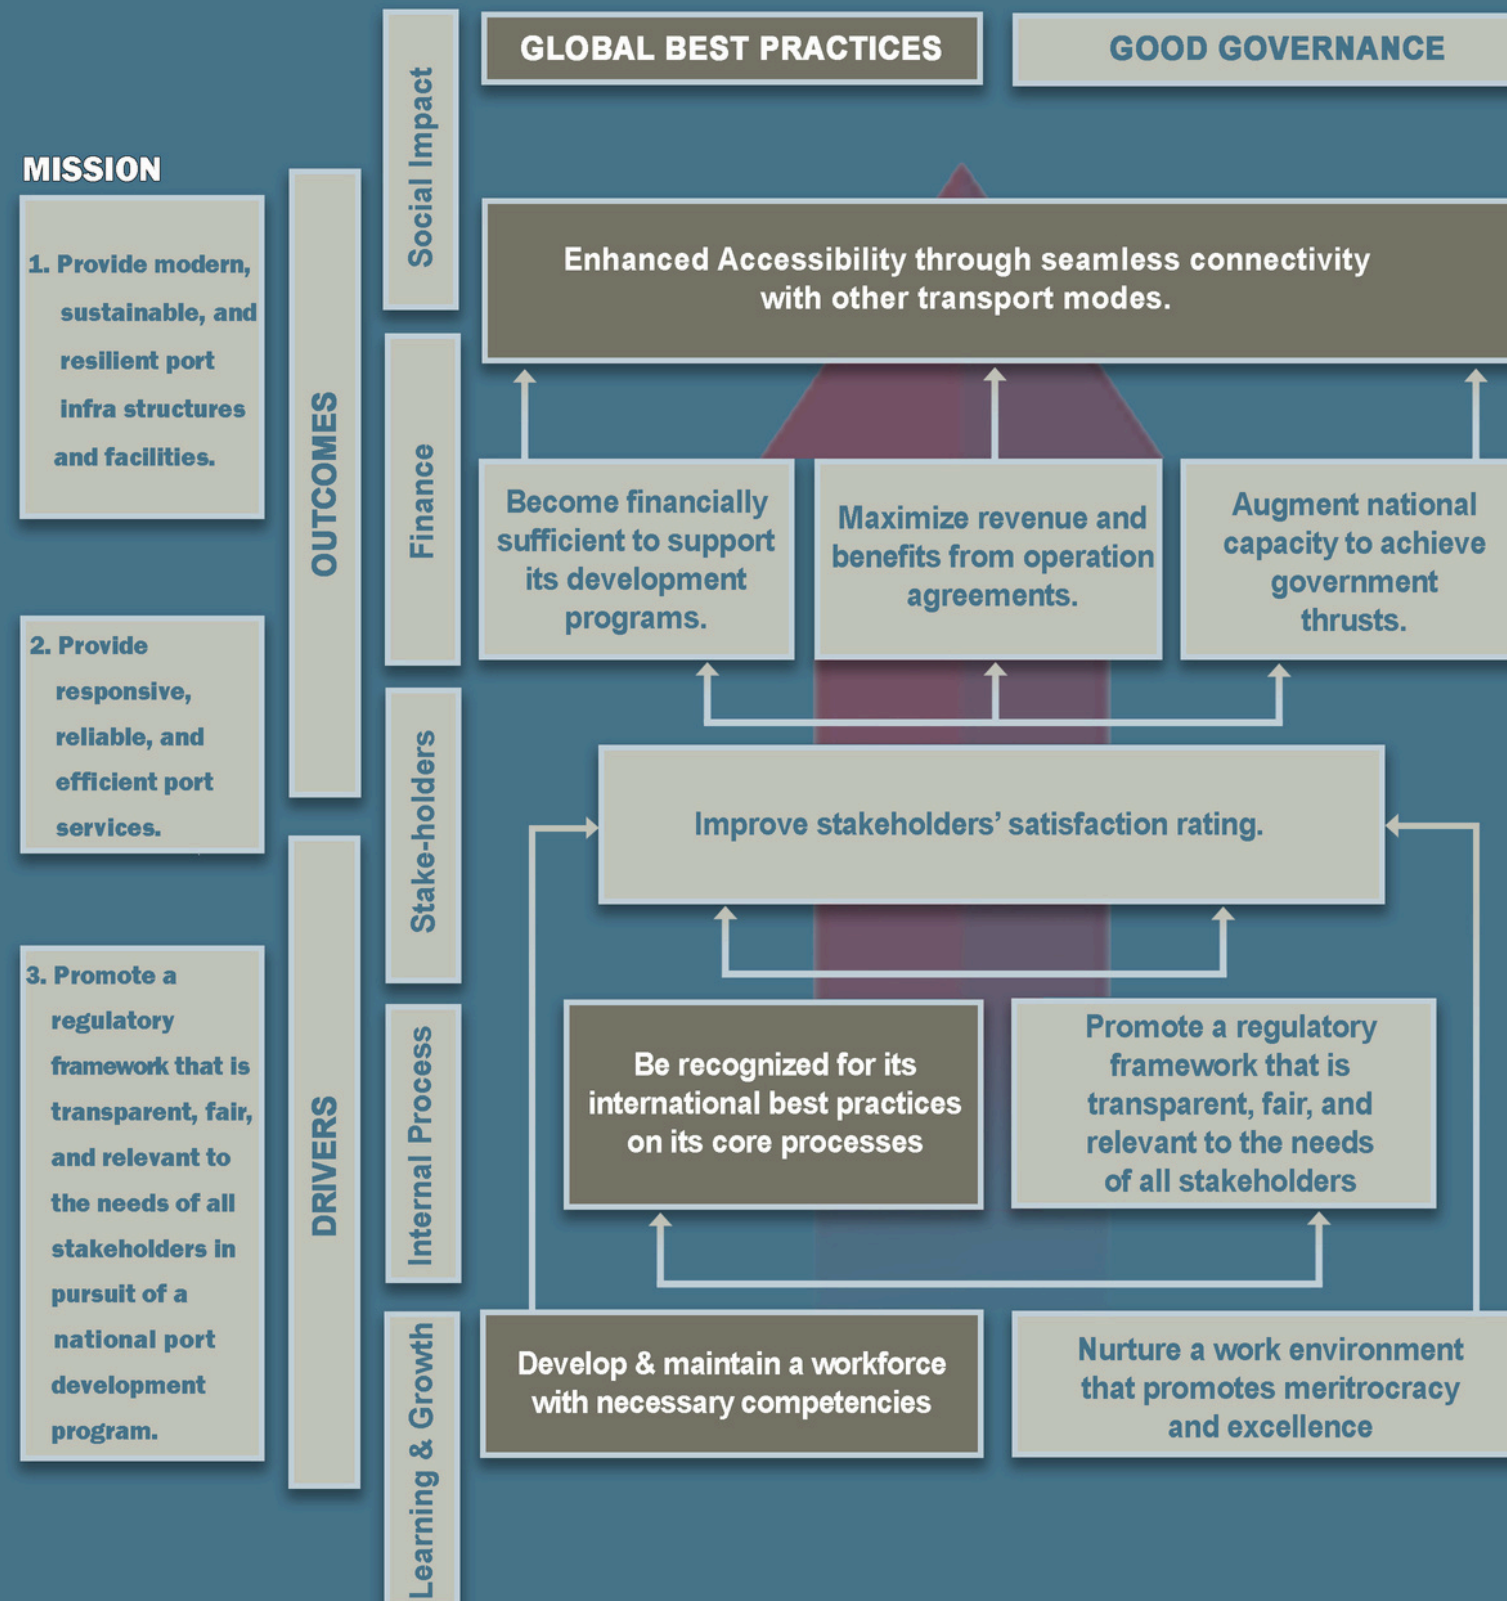 GLOBAL BEST PRACTICES
GOOD GOVERNANCE
MISSION
1. Provide modern,
sustainable, and
resilient port
infra structures
and facilities.
2. Provide
responsive,
reliable, and
efficient port
services.
3. Promote a
regulatory
framework that is
transparent, fair,
and relevant to
the needs of all
stakeholders in
pursuit of a
national port
development
program.
OUTCOMES
DRIVERS
Social Impact
Finance
Stake-holders
Internal Process
Learning & Growth
Enhanced Accessibility through seamless connectivity
with other transport modes.
Become financially
sufficient to support
its development
programs.
Maximize revenue and
benefits from operation
agreements.
Augment national
capacity to achieve
government
thrusts.
Improve stakeholders’ satisfaction rating.
Be recognized for its
international best practices
on its core processes
Promote a regulatory
framework that is
transparent, fair, and
relevant to the needs
of all stakeholders
Develop & maintain a workforce
with necessary competencies
Nurture a work environment
that promotes meritrocracy
and excellence